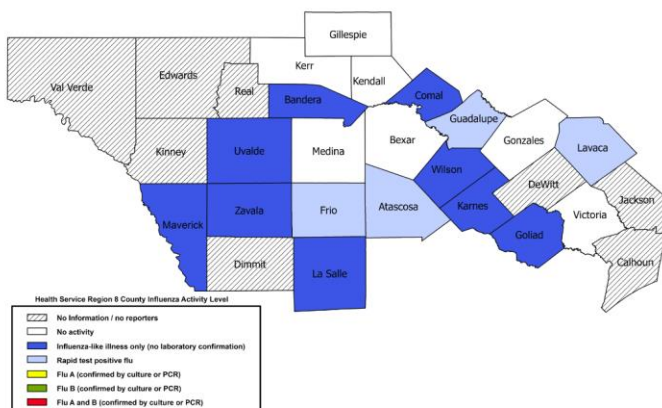 Gillespie
Kerr
Kendall
Val Verde
Edwards
Real
Bandera
Comal
Guadalupe
Kinney
Uvalde
Medina
Bexar
Gonzales
Lavaca
Wilson
DeWitt
Maverick
Zavala
Frio
Atascosa
Karnes
Victoria
Jackson
Goliad
Dimmit
La Salle
Calhoun
Health Service Region 8 County Influenza Activity Level
No Information / no reporters
No activity
Influenza-like illness only (no laboratory confirmation)
Rapid test positive flu
Flu A (confirmed by culture or PCR)
Flu B (confirmed by culture or PCR)
Flu A and B (confirmed by culture or PCR)